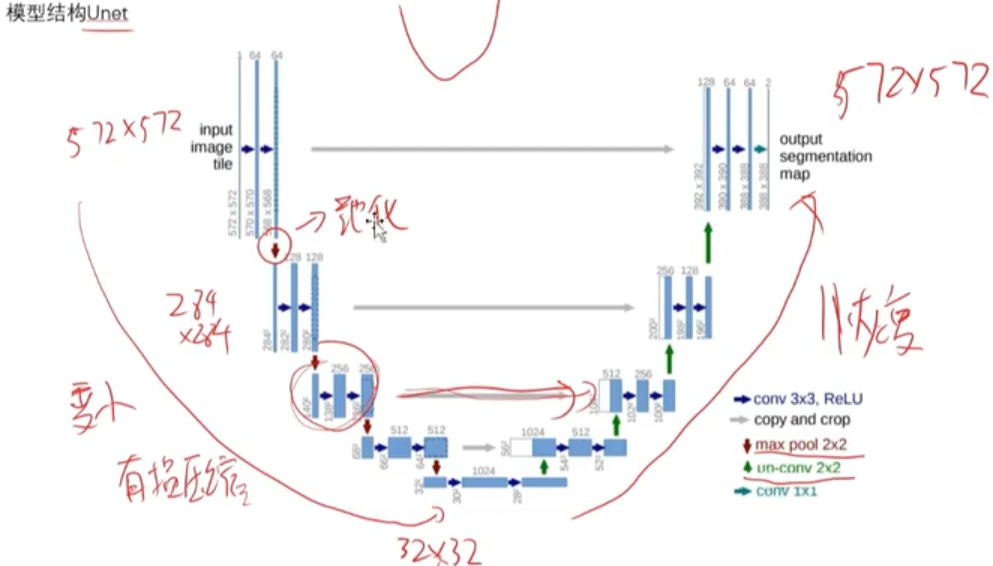 模型结构Unet
572×572
input
image
tile
1 64 64
572 x 572
570 x 570
568 x 568
池化
128 64 64 2
392 x 392
390 x 390
388 x 388
388 x 388
output
segmentation
map
572×572
284
×284
128 128
284²
282²
280²
256 128
200²
198²
196²
恢复
变小
256 256
140²
138²
136²
512 256
104²
102²
100²
conv 3x3, ReLU
copy and crop
max pool 2x2
up-conv 2x2
conv 1x1
512 512
68²
66²
64²
1024 512
56²
54²
52²
有损压缩
1024
32²
30²
28²
32×32